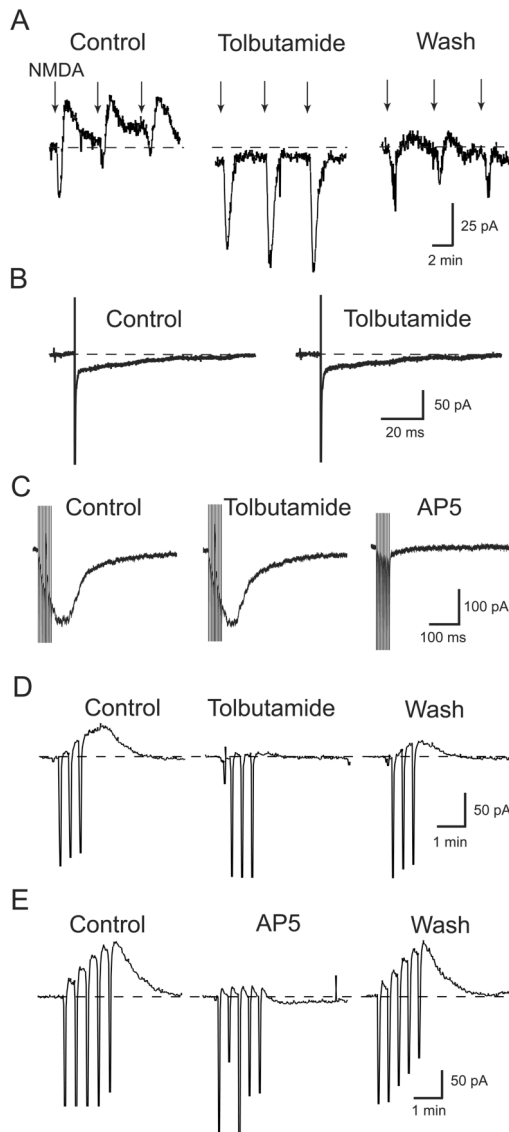 A
Control Tolbutamide Wash
NMDA
25 pA
2 min
B
Control Tolbutamide
50 pA
20 ms
C
Control Tolbutamide AP5
100 pA
100 ms
D
Control Tolbutamide Wash
50 pA
1 min
E
Control AP5 Wash
50 pA
1 min